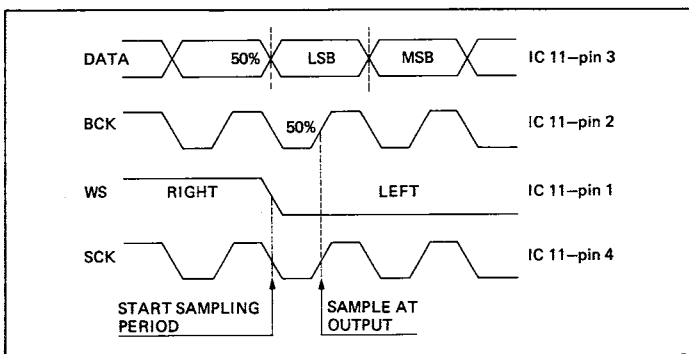 DATA 50% LSB MSB IC 11–pin 3
BCK 50% IC 11–pin 2
WS RIGHT LEFT IC 11–pin 1
SCK IC 11–pin 4
START SAMPLING PERIOD
SAMPLE AT OUTPUT